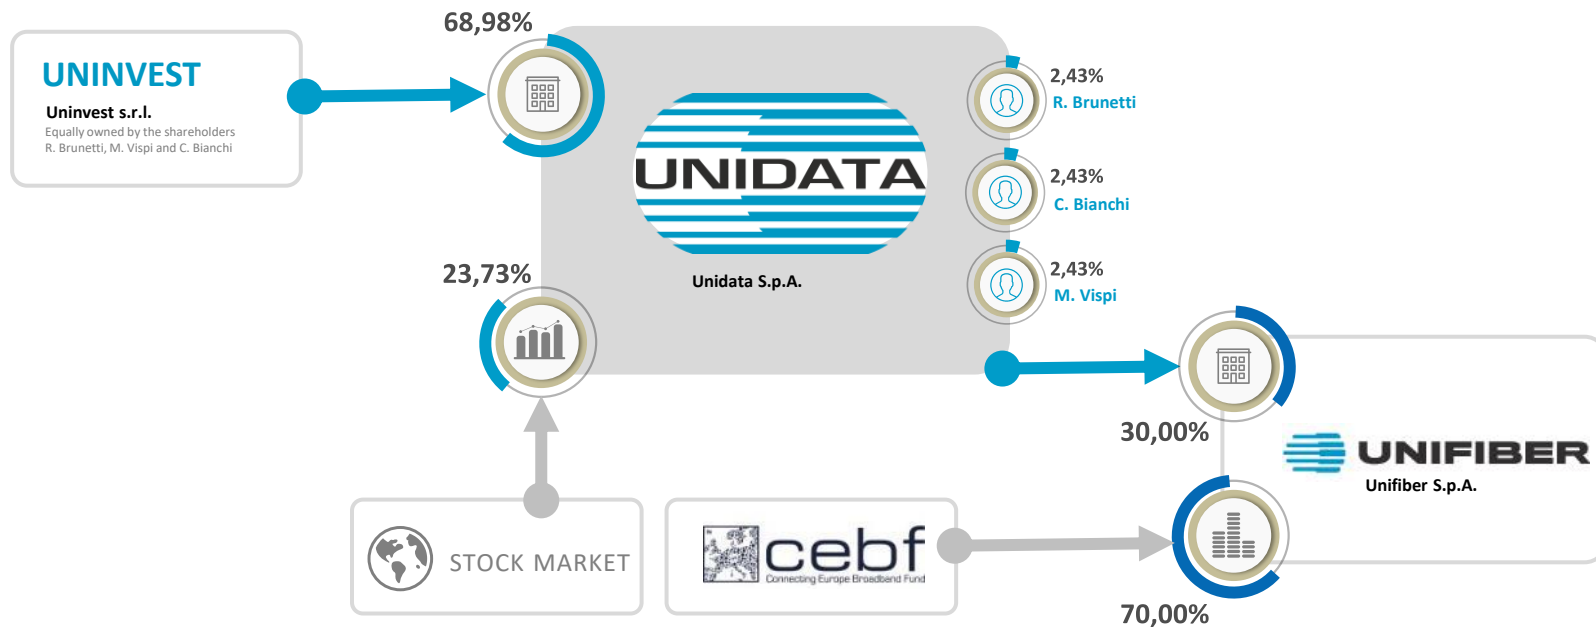 68,98%
UNINVEST
Uninvest s.r.l.
Equally owned by the shareholders
R. Brunetti, M. Vispi and C. Bianchi
2,43%
R. Brunetti
UNIDATA
2,43%
C. Bianchi
Unidata S.p.A.
2,43%
M. Vispi
23,73%
30,00%
UNIFIBER
Unifiber S.p.A.
STOCK MARKET
cebf
Connecting Europe Broadband Fund
70,00%